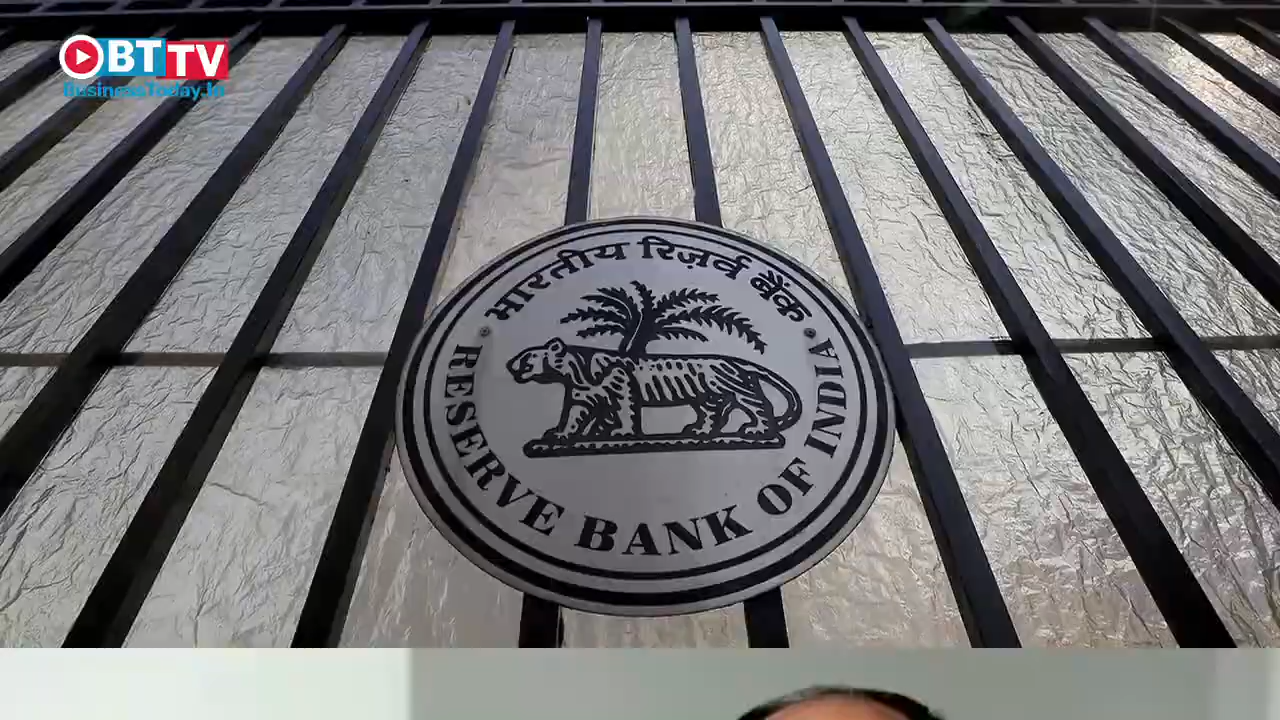 BTTV
BusinessToday.In
भारतीय रिज़र्व बैंक
RESERVE BANK OF INDIA